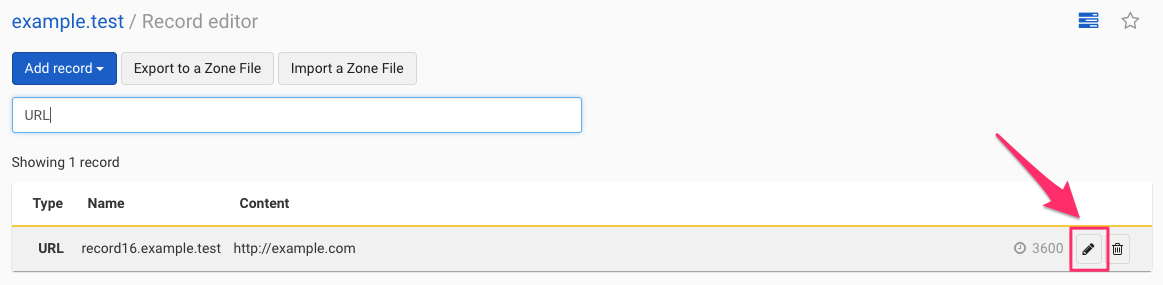 example.test / Record editor
Add record Export to a Zone File Import a Zone File
URL
Showing 1 record
Type Name Content
URL record16.example.test http://example.com 3600